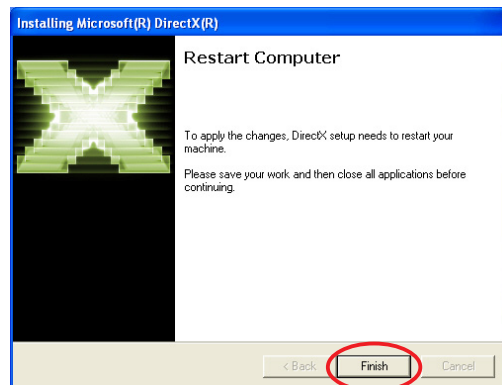 Installing Microsoft(R) DirectX(R)
Restart Computer
To apply the changes, DirectX setup needs to restart your
machine.
Please save your work and then close all applications before
continuing.
< Back Finish Cancel